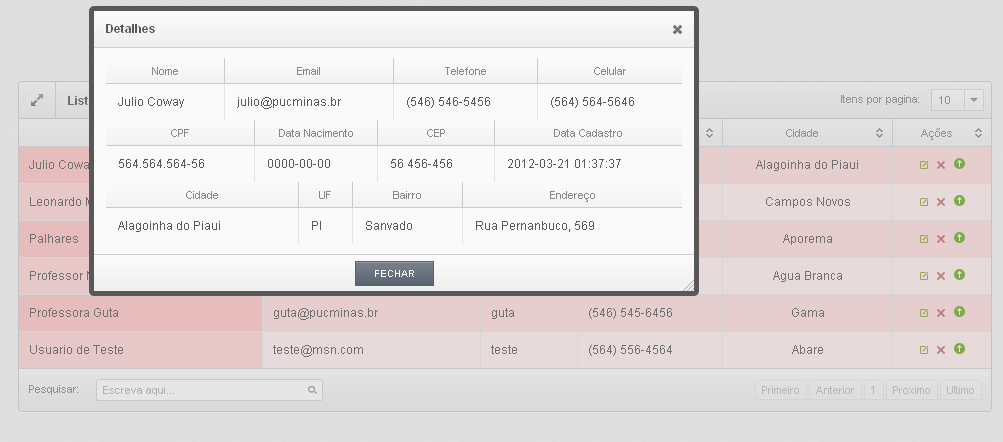 Detalhes
Nome Email Telefone Celular
Julio Coway julio@pucminas.br (546) 546-5456 (564) 564-5646
CPF Data Nacimento CEP Data Cadastro
564.564.564-56 0000-00-00 56 456-456 2012-03-21 01:37:37
Cidade UF Bairro Endereço
Alagoinha do Piaui PI Sanvado Rua Pernanbuco, 569
FECHAR
List Itens por pagina: 10
Cidade Ações
Julio Cowa Alagoinha do Piaui
Leonardo Campos Novos
Palhares Aporema
Professor Agua Branca
Professora Guta guta@pucminas.br guta (546) 545-6456 Gama
Usuario de Teste teste@msn.com teste (564) 556-4564 Abare
Pesquisar: Escreva aqui... Primeiro Anterior 1 Proximo Ultimo